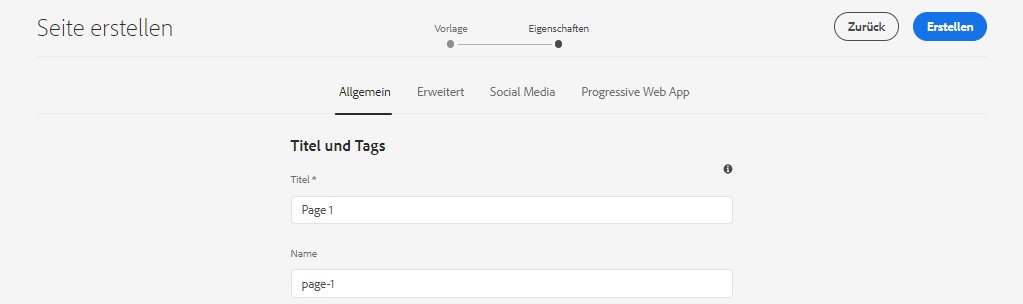 Seite erstellen
Vorlage
Eigenschaften
Zurück
Erstellen
Allgemein
Erweitert
Social Media
Progressive Web App
Titel und Tags
Titel *
Page 1
Name
page-1